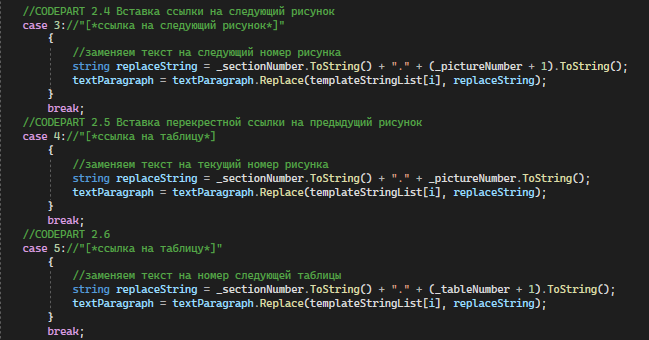 //CODEPART 2.4 Вставка ссылки на следующий рисунок
case 3://"[*ссылка на следующий рисунок*]"
{
//заменяем текст на следующий номер рисунка
string replaceString = _sectionNumber.ToString() + "." + (_pictureNumber + 1).ToString();
textParagraph = textParagraph.Replace(templateStringList[i], replaceString);
}
break;
//CODEPART 2.5 Вставка перекрестной ссылки на предыдущий рисунок
case 4://"[*ссылка на таблицу*]
{
//заменяем текст на текущий номер рисунка
string replaceString = _sectionNumber.ToString() + "." + _pictureNumber.ToString();
textParagraph = textParagraph.Replace(templateStringList[i], replaceString);
}
break;
//CODEPART 2.6
case 5://"[*ссылка на таблицу*]"
{
//заменяем текст на номер следующей таблицы
string replaceString = _sectionNumber.ToString() + "." + (_tableNumber + 1).ToString();
textParagraph = textParagraph.Replace(templateStringList[i], replaceString);
}
break;